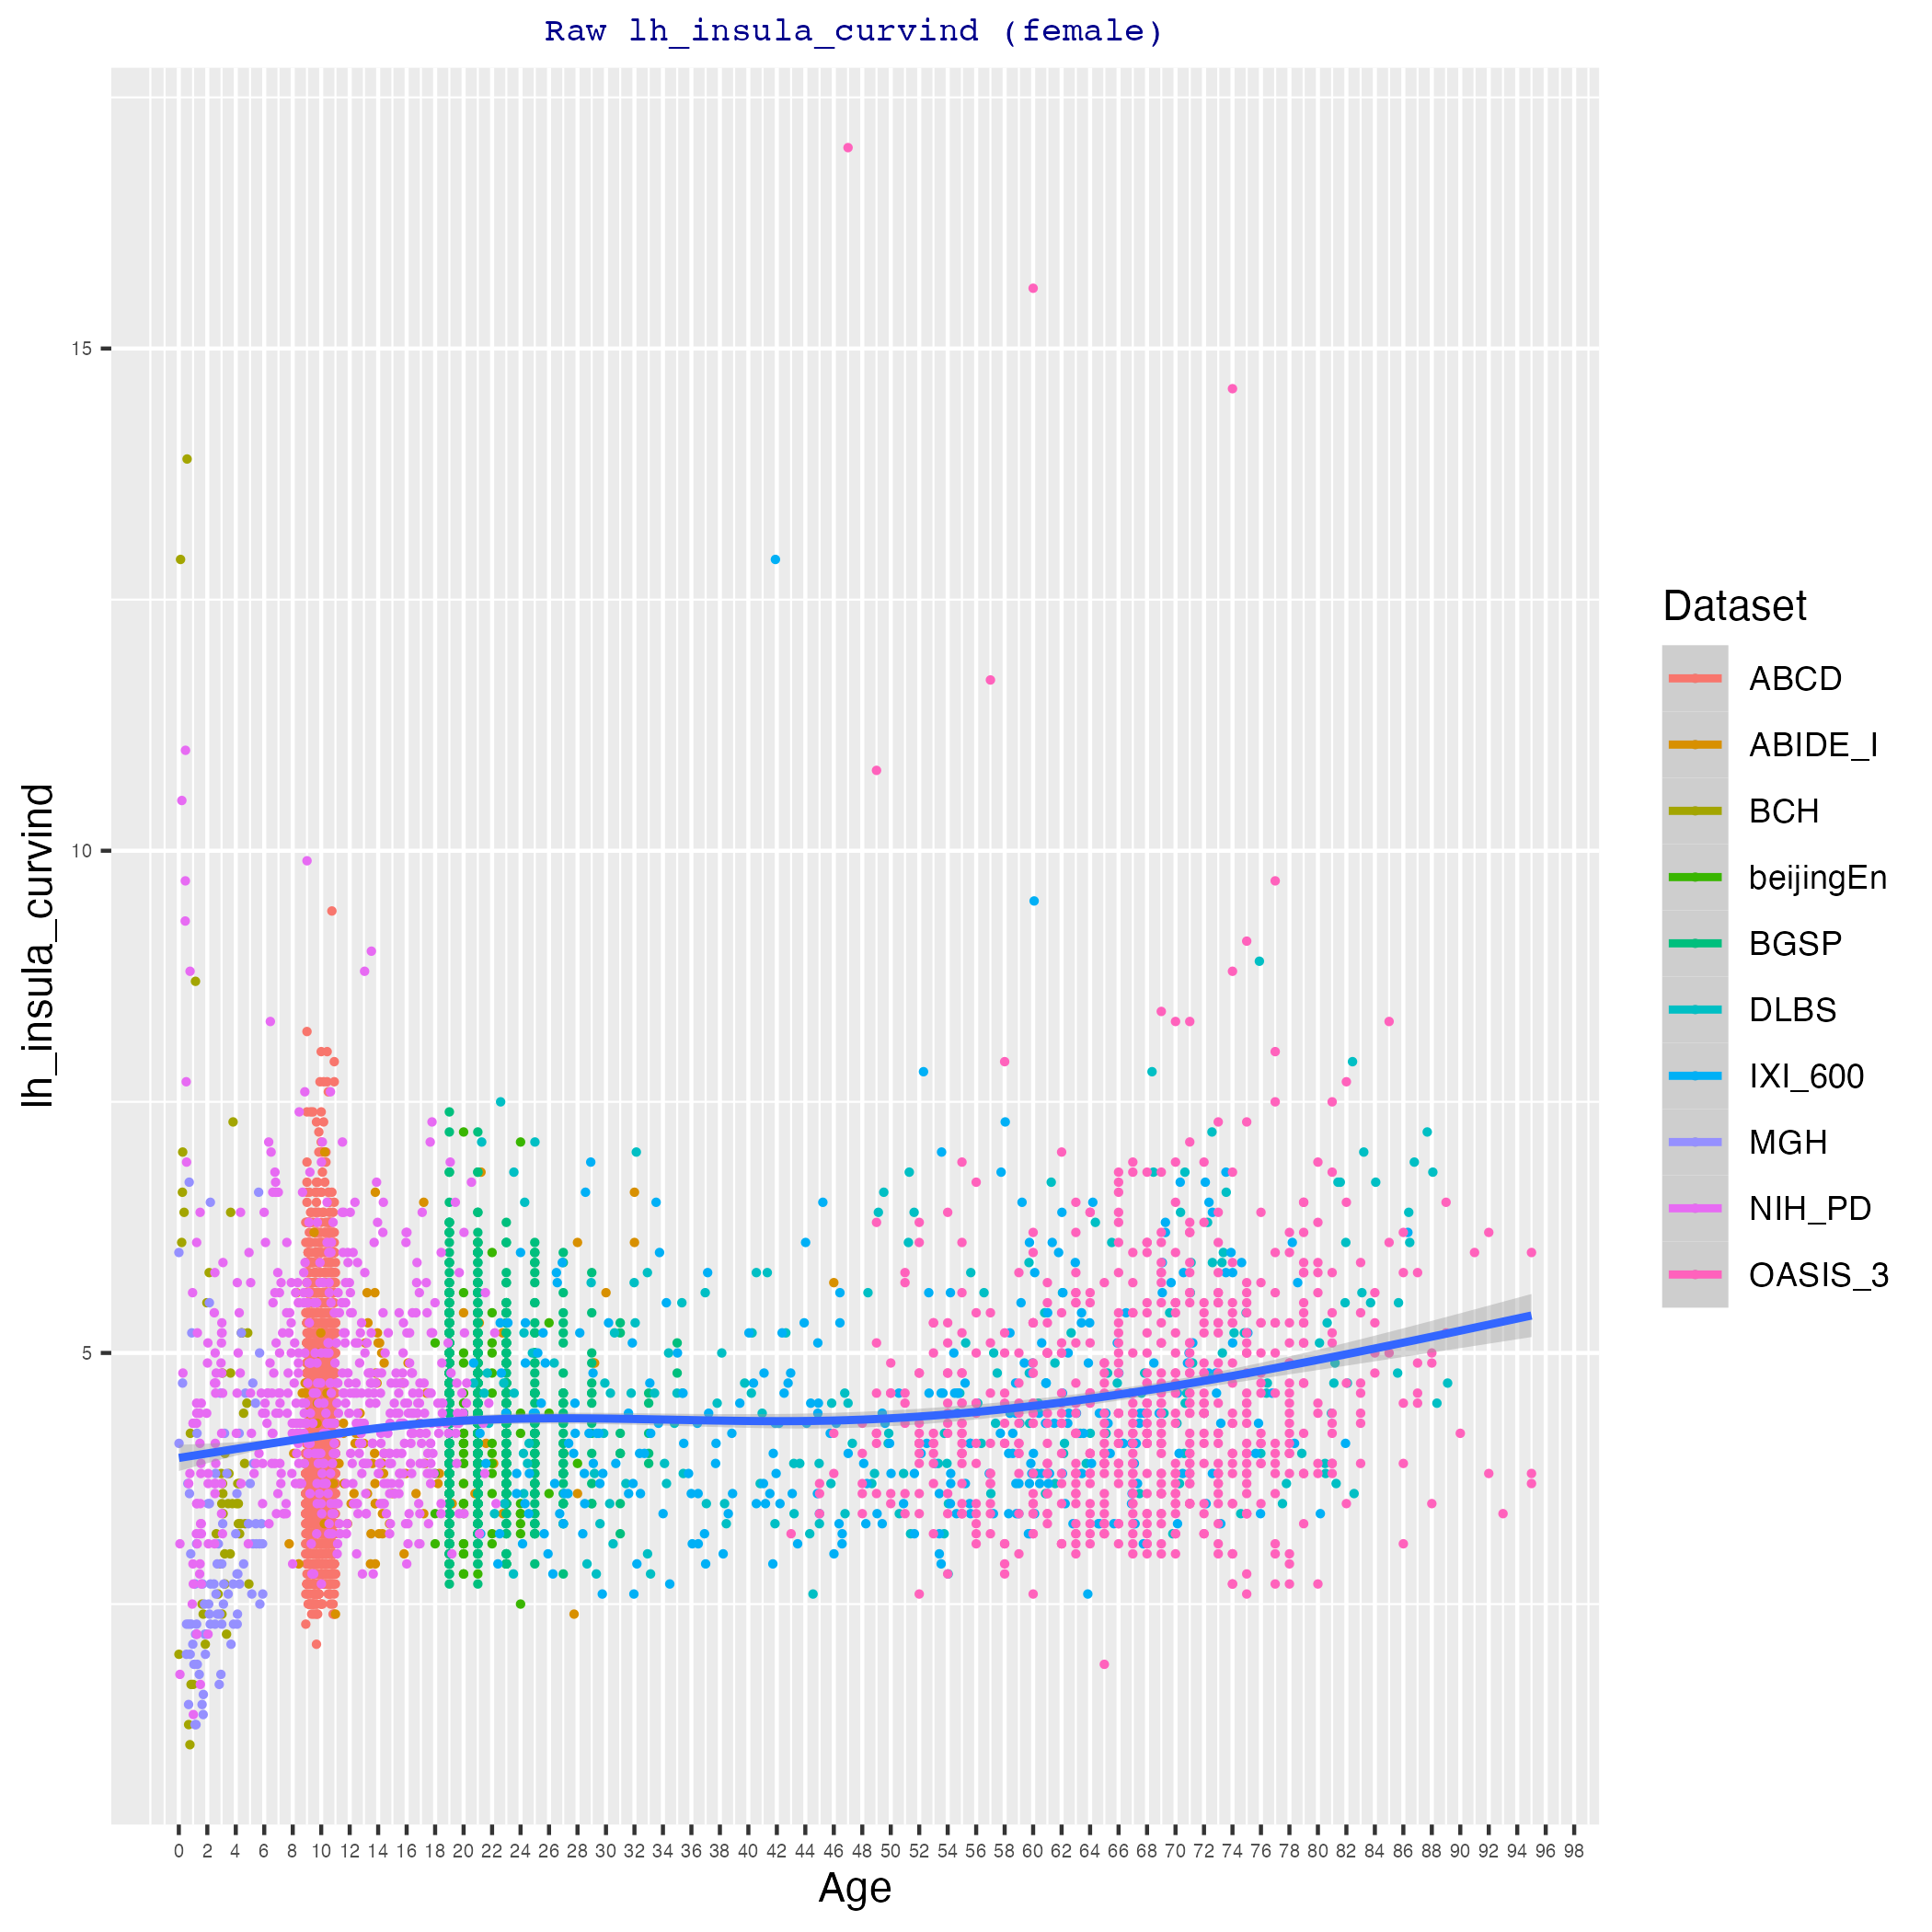 Raw lh_insula_curvind (female)
lh_insula_curvind
15
10
5
0 2 4 6 8 10 12 14 16 18 20 22 24 26 28 30 32 34 36 38 40 42 44 46 48 50 52 54 56 58 60 62 64 66 68 70 72 74 76 78 80 82 84 86 88 90 92 94 96 98
Age
Dataset
ABCD
ABIDE_I
BCH
beijingEn
BGSP
DLBS
IXI_600
MGH
NIH_PD
OASIS_3